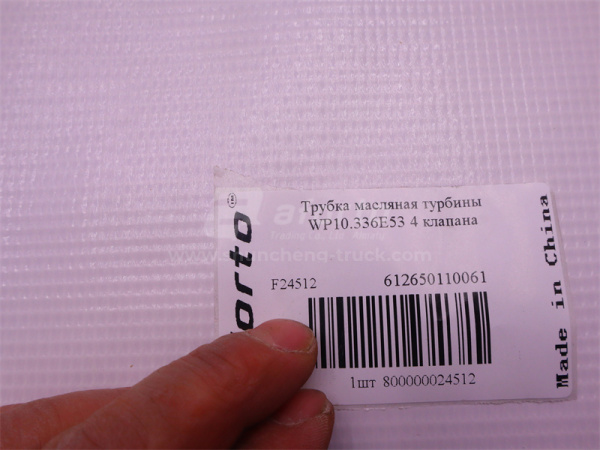 Трубка масляная турбины
WP10.336E53 4 клапана
F24512 612650110061
1шт 800000024512
orto
Made in China